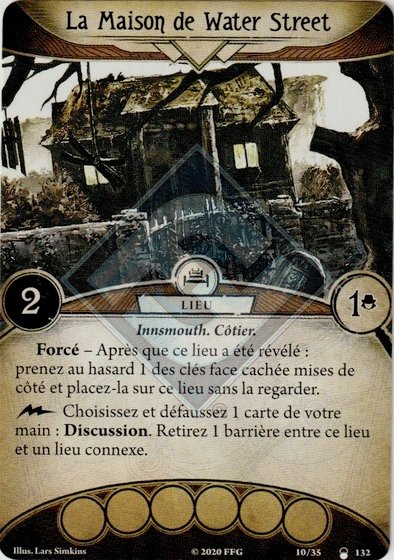 La Maison de Water Street
2
LIEU
1
Innsmouth. Côtier.
Forcé – Après que ce lieu a été révélé :
prenez au hasard 1 des clés face cachée mises de
côté et placez-la sur ce lieu sans la regarder.
Choisissez et défaussez 1 carte de votre
main : Discussion. Retirez 1 barrière entre ce lieu
et un lieu connexe.
Illus. Lars Simkins
© 2020 FFG
10/35
132